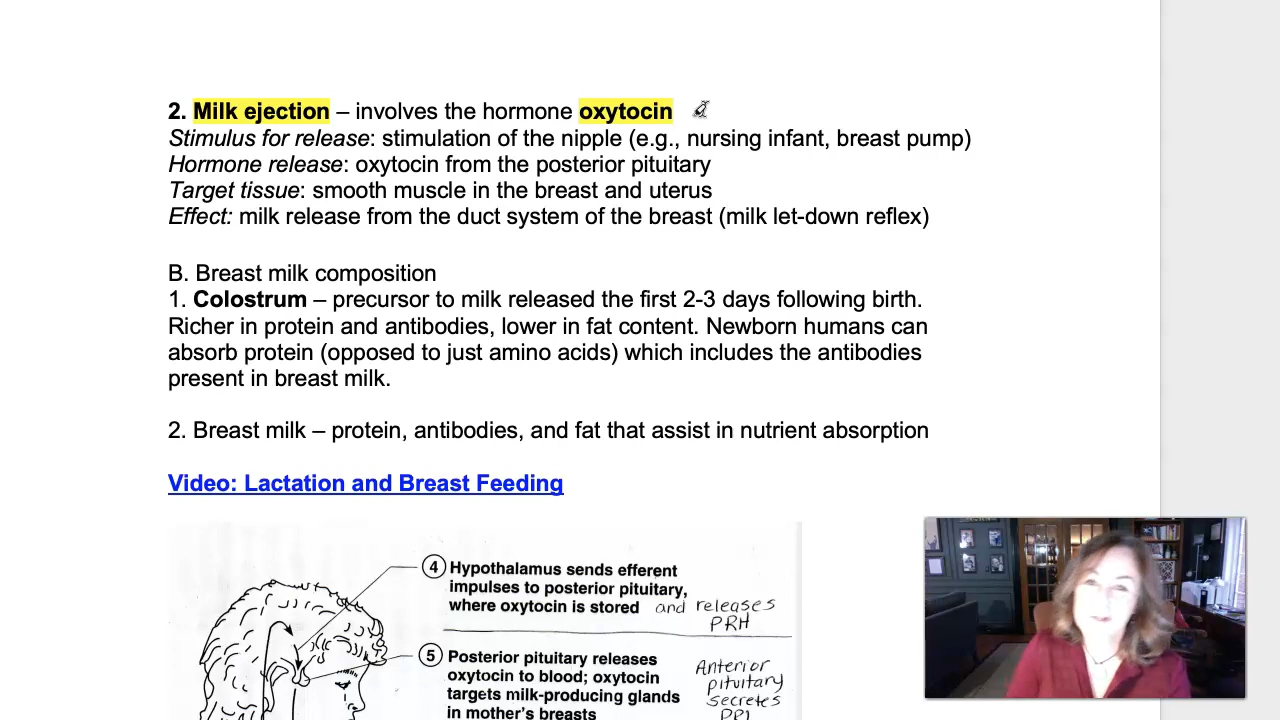 2. Milk ejection – involves the hormone oxytocin
Stimulus for release: stimulation of the nipple (e.g., nursing infant, breast pump)
Hormone release: oxytocin from the posterior pituitary
Target tissue: smooth muscle in the breast and uterus
Effect: milk release from the duct system of the breast (milk let-down reflex)
B. Breast milk composition
1. Colostrum – precursor to milk released the first 2-3 days following birth.
Richer in protein and antibodies, lower in fat content. Newborn humans can
absorb protein (opposed to just amino acids) which includes the antibodies
present in breast milk.
2. Breast milk – protein, antibodies, and fat that assist in nutrient absorption
Video: Lactation and Breast Feeding
4 Hypothalamus sends efferent
impulses to posterior pituitary,
where oxytocin is stored and releases
PRH
5 Posterior pituitary releases
oxytocin to blood; oxytocin
targets milk-producing glands
in mother's breasts
Anterior
pituitary
secretes
PRL